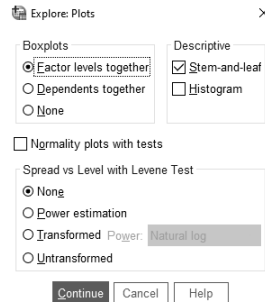 Explore: Plots
Boxplots
Factor levels together
Dependents together
None
Descriptive
Stem-and-leaf
Histogram
Normality plots with tests
Spread vs Level with Levene Test
None
Power estimation
Transformed Power: Natural log
Untransformed
Continue Cancel Help